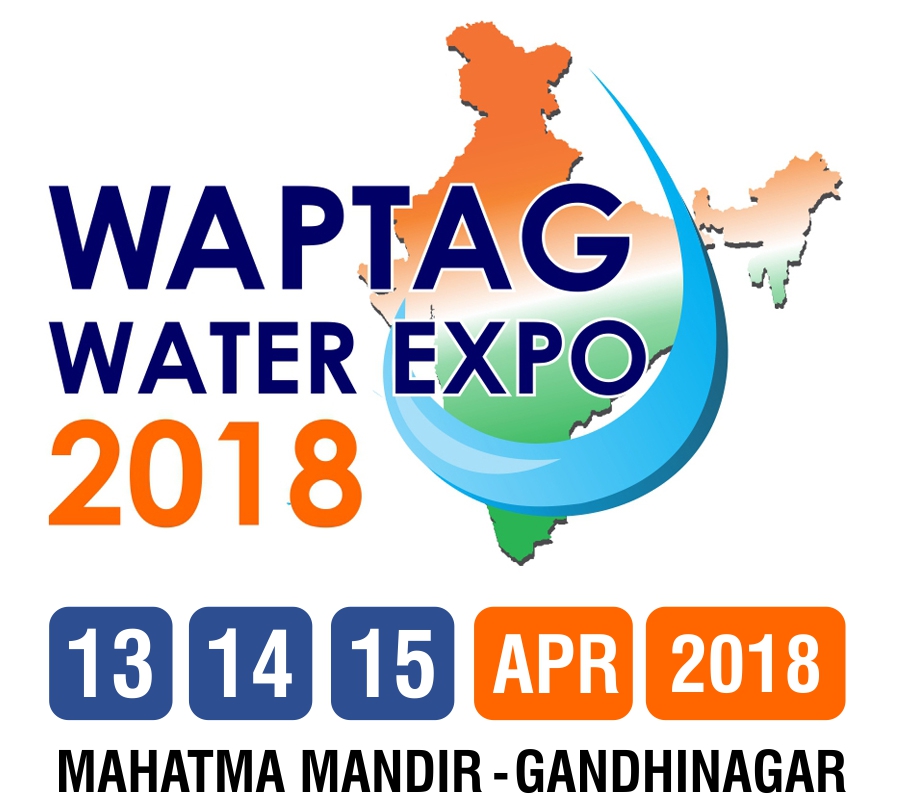 WAPTAG
WATER EXPO
2018
13 14 15 APR 2018
MAHATMA MANDIR - GANDHINAGAR